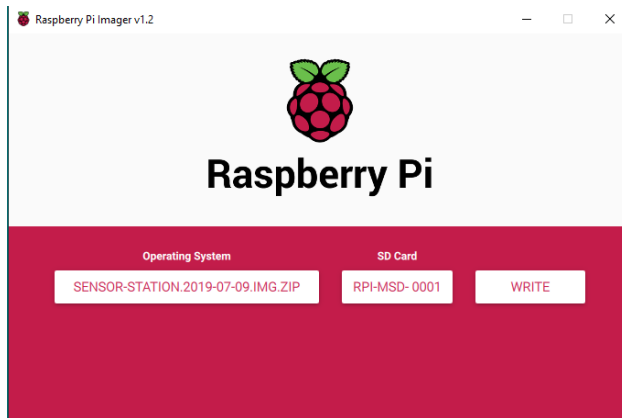 Raspberry Pi Imager v1.2
Raspberry Pi
Operating System SD Card
SENSOR-STATION.2019-07-09.IMG.ZIP RPI-MSD- 0001 WRITE